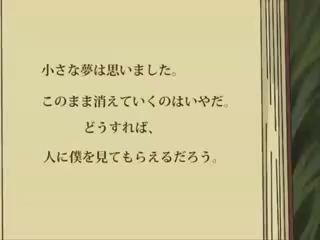 小さな夢は思いました。
このまま消えていくのはいやだ。
どうすれば、
人に僕を見てもらえるだろう。